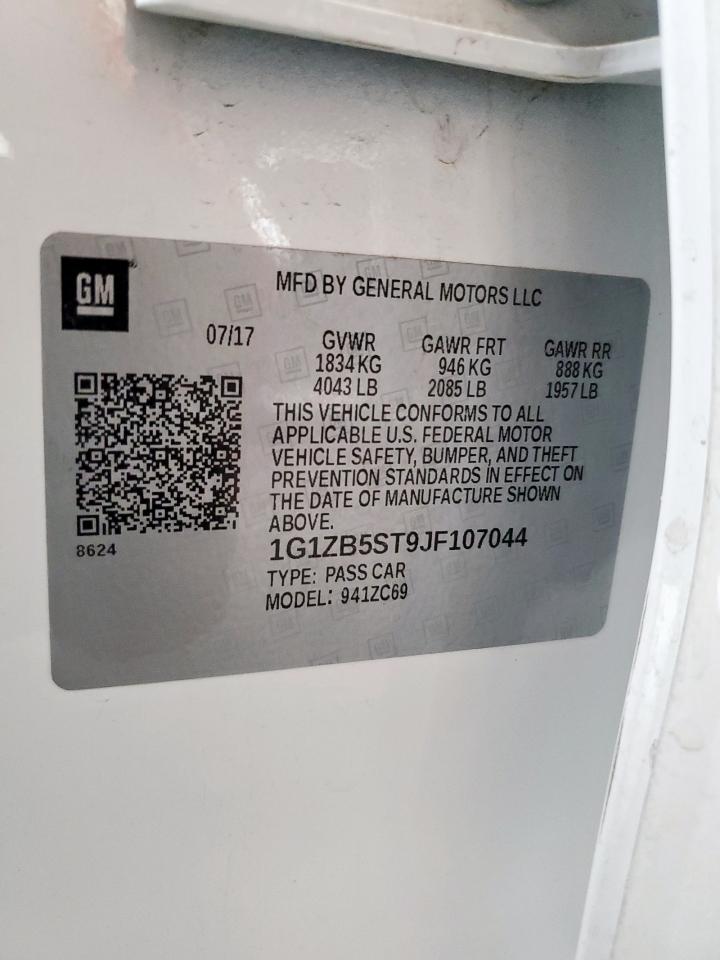 GM
MFD BY GENERAL MOTORS LLC
07/17
GVWR GAWR FRT GAWR RR
1834 KG 946 KG 888 KG
4043 LB 2085 LB 1957 LB
THIS VEHICLE CONFORMS TO ALL
APPLICABLE U.S. FEDERAL MOTOR
VEHICLE SAFETY, BUMPER, AND THEFT
PREVENTION STANDARDS IN EFFECT ON
THE DATE OF MANUFACTURE SHOWN
ABOVE.
8624
1G1ZB5ST9JF107044
TYPE: PASS CAR
MODEL: 941ZC69